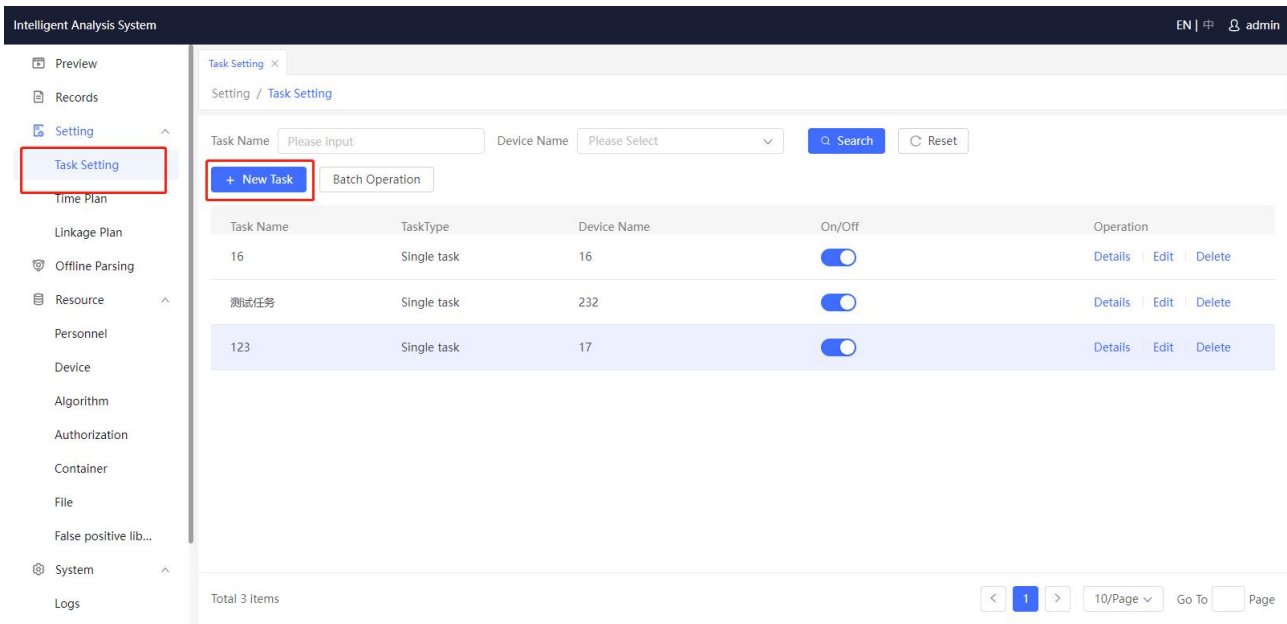 Intelligent Analysis System EN | 中 admin
Preview
Records
Setting
Task Setting
Time Plan
Linkage Plan
Offline Parsing
Resource
Personnel
Device
Algorithm
Authorization
Container
File
False positive lib...
System
Logs
Task Setting ×
Setting / Task Setting
Task Name Please input Device Name Please Select Search Reset
+ New Task Batch Operation
Task Name TaskType Device Name On/Off Operation
16 Single task 16 Details Edit Delete
测试任务 Single task 232 Details Edit Delete
123 Single task 17 Details Edit Delete
Total 3 items < 1 > 10/Page Go To Page